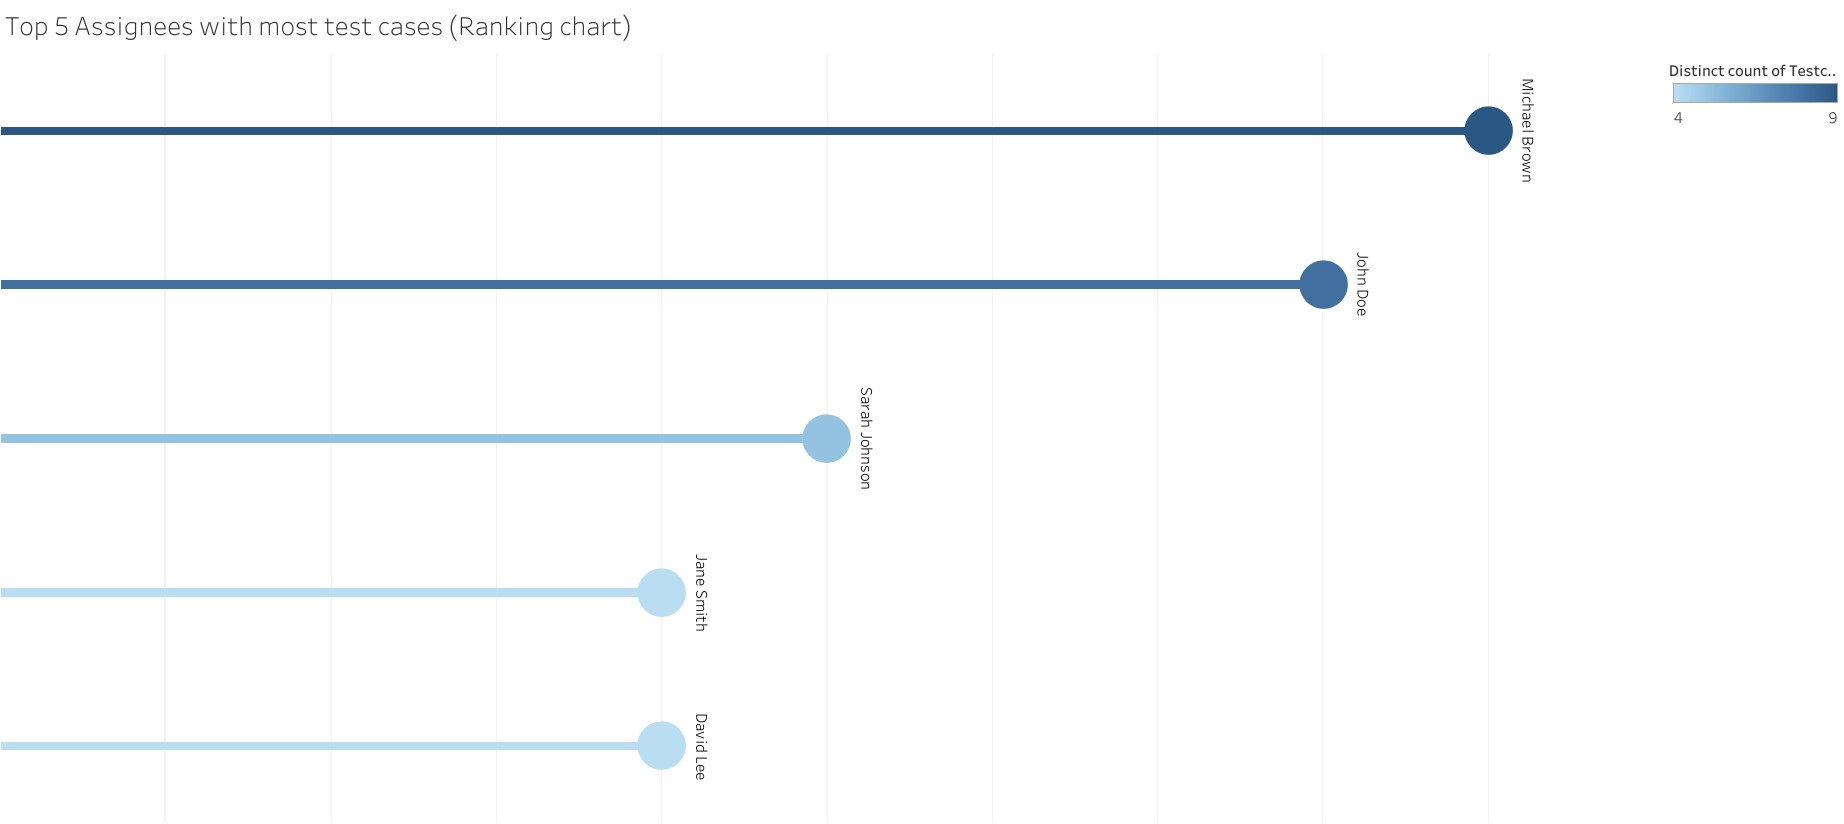 Top 5 Assignees with most test cases (Ranking chart)
Distinct count of Testc..
4 9
Michael Brown
John Doe
Sarah Johnson
Jane Smith
David Lee